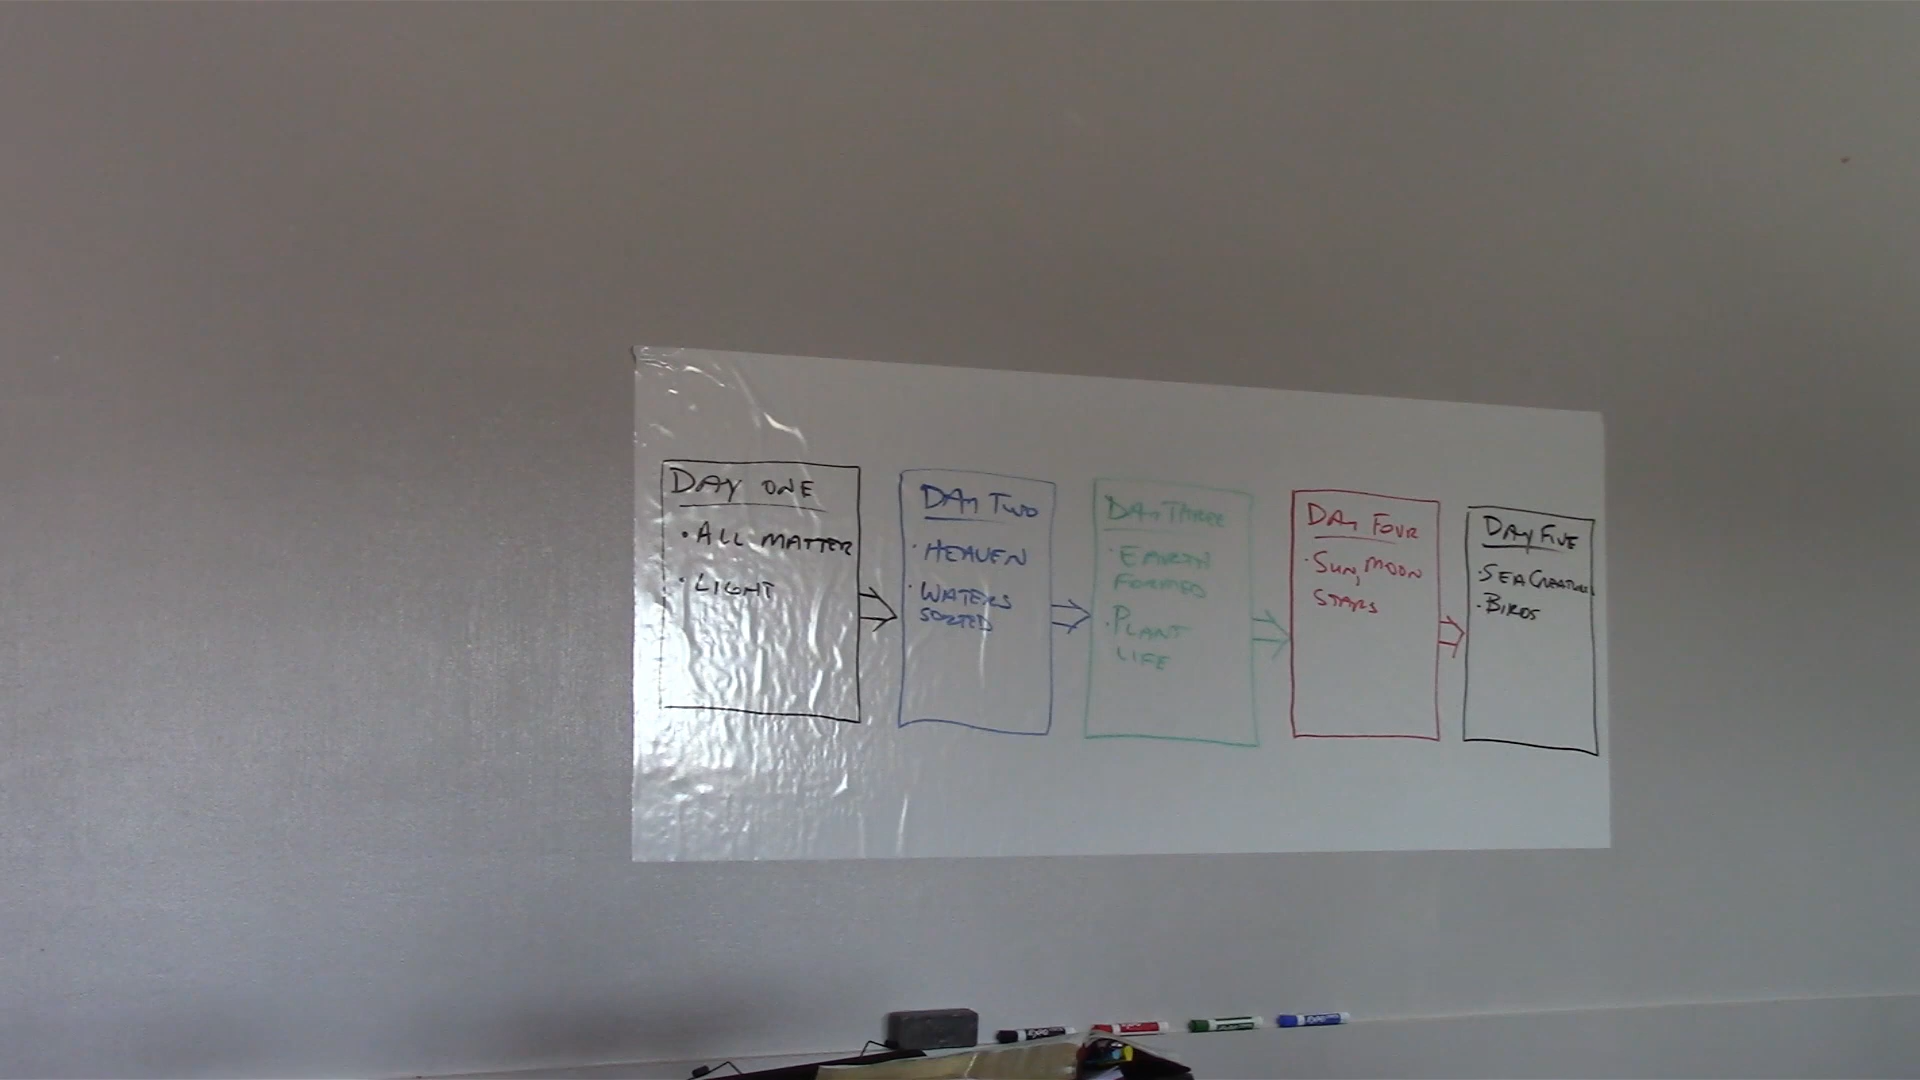 DAY ONE
• ALL MATTER
• LIGHT
DAY TWO
• HEAVEN
• WATERS
SORTED
DAY THREE
• EARTH
FORMED
• PLANT
LIFE
DAY FOUR
• SUN, MOON
STARS
DAY FIVE
• SEA CREATURES
• BIRDS
EXPO